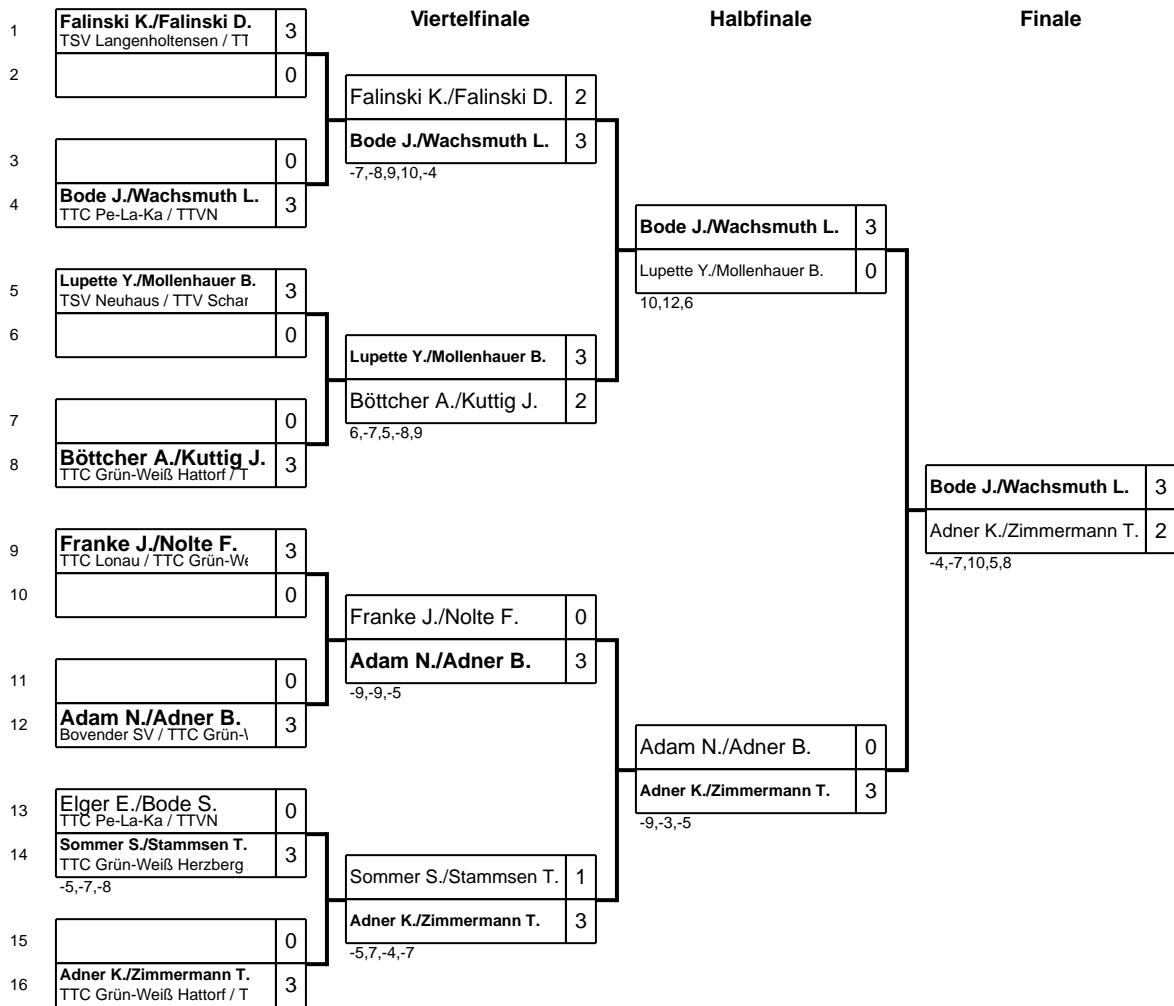 Viertelfinale
Halbfinale
Finale
1
Falinski K./Falinski D.
3
TSV Langenholtensen / TT
2
0
3
0
4
Bode J./Wachsmuth L.
3
TTC Pe-La-Ka / TTVN
5
Lupette Y./Mollenhauer B.
3
TSV Neuhaus / TTV Schar
6
0
7
0
8
Böttcher A./Kuttig J.
3
TTC Grün-Weiß Hattorf / T
9
Franke J./Nolte F.
3
TTC Lonau / TTC Grün-We
10
0
11
0
12
Adam N./Adner B.
3
Bovender SV / TTC Grün-
13
Elger E./Bode S.
0
TTC Pe-La-Ka / TTVN
14
Sommer S./Stammsen T.
3
TTC Grün-Weiß Herzberg
-5,-7,-8
15
0
16
Adner K./Zimmermann T.
3
TTC Grün-Weiß Hattorf / T
Falinski K./Falinski D.
2
Bode J./Wachsmuth L.
3
-7,-8,9,10,-4
Lupette Y./Mollenhauer B.
3
Böttcher A./Kuttig J.
2
6,-7,5,-8,9
Franke J./Nolte F.
0
Adam N./Adner B.
3
-9,-9,-5
Sommer S./Stammsen T.
1
Adner K./Zimmermann T.
3
-5,7,-4,-7
Bode J./Wachsmuth L.
3
Lupette Y./Mollenhauer B.
0
10,12,6
Adam N./Adner B.
0
Adner K./Zimmermann T.
3
-9,-3,-5
Bode J./Wachsmuth L.
3
Adner K./Zimmermann T.
2
-4,-7,10,5,8